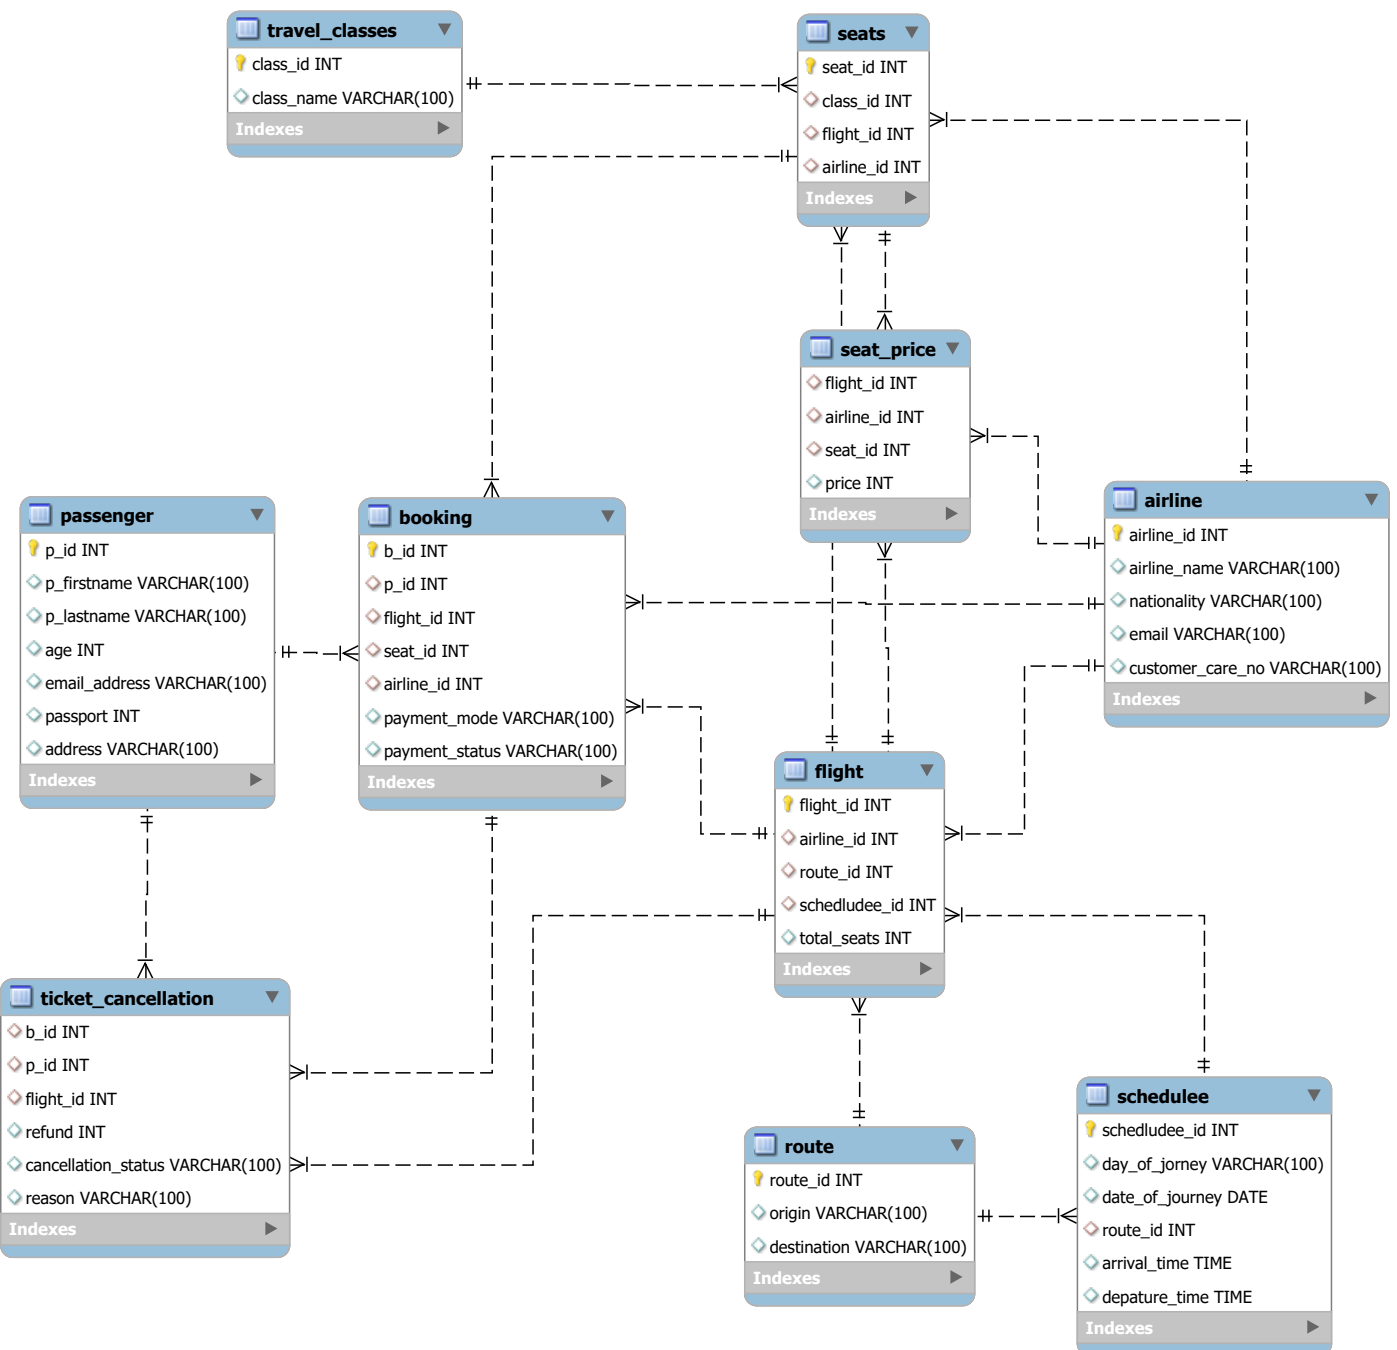 travel_classes
class_id INT
class_name VARCHAR(100)
Indexes
seats
seat_id INT
class_id INT
flight_id INT
airline_id INT
Indexes
seat_price
flight_id INT
airline_id INT
seat_id INT
price INT
Indexes
airline
airline_id INT
airline_name VARCHAR(100)
nationality VARCHAR(100)
email VARCHAR(100)
customer_care_no VARCHAR(100)
Indexes
passenger
p_id INT
p_firstname VARCHAR(100)
p_lastname VARCHAR(100)
age INT
email_address VARCHAR(100)
passport INT
address VARCHAR(100)
Indexes
booking
b_id INT
p_id INT
flight_id INT
seat_id INT
airline_id INT
payment_mode VARCHAR(100)
payment_status VARCHAR(100)
Indexes
flight
flight_id INT
airline_id INT
route_id INT
schedludee_id INT
total_seats INT
Indexes
ticket_cancellation
b_id INT
p_id INT
flight_id INT
refund INT
cancellation_status VARCHAR(100)
reason VARCHAR(100)
Indexes
route
route_id INT
origin VARCHAR(100)
destination VARCHAR(100)
Indexes
schedulee
schedludee_id INT
day_of_jorney VARCHAR(100)
date_of_journey DATE
route_id INT
arrival_time TIME
depature_time TIME
Indexes